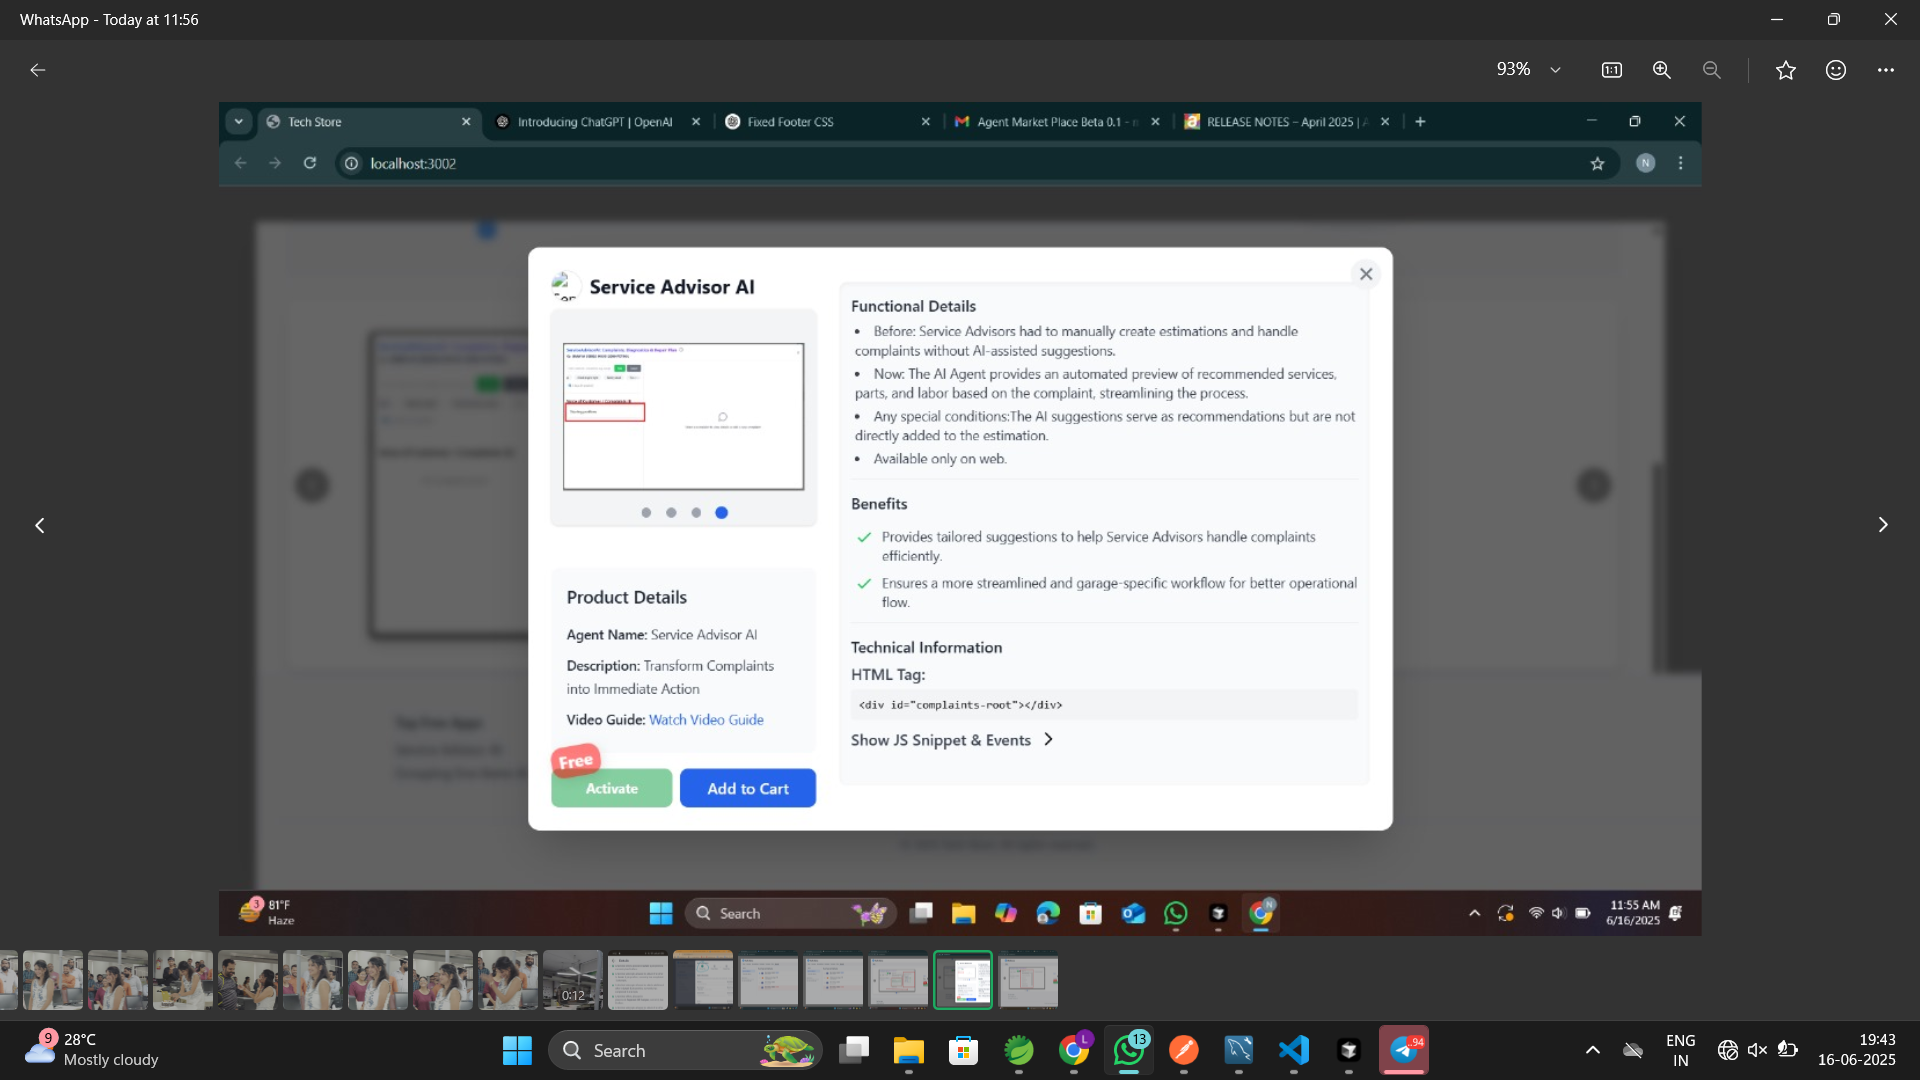 WhatsApp - Today at 11:56
93%
Tech Store
Introducing ChatGPT | OpenAI
Fixed Footer CSS
Agent Market Place Beta 0.1 -
RELEASE NOTES – April 2025 |
localhost:3002
N
Service Advisor AI
Functional Details
• Before: Service Advisors had to manually create estimations and handle
complaints without AI-assisted suggestions.
• Now: The AI Agent provides an automated preview of recommended services,
parts, and labor based on the complaint, streamlining the process.
• Any special conditions:The AI suggestions serve as recommendations but are not
directly added to the estimation.
• Available only on web.
Benefits
Provides tailored suggestions to help Service Advisors handle complaints
efficiently.
Ensures a more streamlined and garage-specific workflow for better operational
flow.
Technical Information
HTML Tag:
<div id="complaints-root"></div>
Show JS Snippet & Events
Product Details
Agent Name: Service Advisor AI
Description: Transform Complaints
into Immediate Action
Video Guide: Watch Video Guide
Free
Activate
Add to Cart
3
81°F
Haze
Search
N
11:55 AM
6/16/2025
0:12
9
28°C
Mostly cloudy
Search
L
13
94
ENG
IN
19:43
16-06-2025